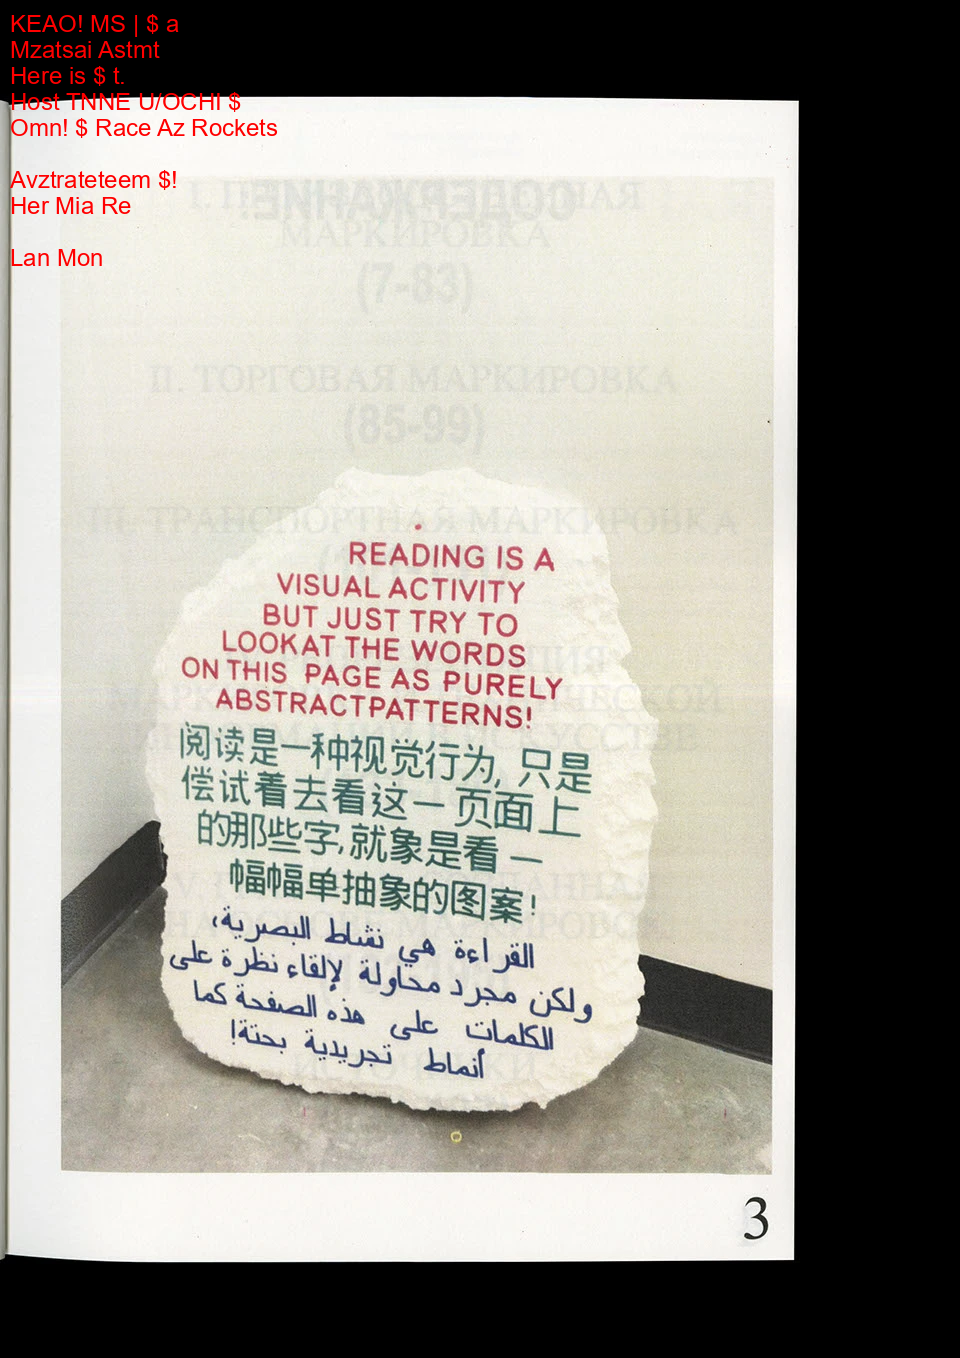 KEAO! MS | $ a
Mzatsai Astmt
Here is $ t.
Host TNNE U/OCHI $
Omn! $ Race Az Rockets
Avztrateteem $!
Her Mia Re
Lan Mon
СОДЕРЖАНИЕ:
МАРКИРОВКА
(7-83)
II. ТОРГОВАЯ МАРКИРОВКА
(85-99)
III. ТРАНСПОРТНАЯ МАРКИРОВКА
READING IS A
VISUAL ACTIVITY
BUT JUST TRY TO
LOOK AT THE WORDS
ON THIS PAGE AS PURELY
ABSTRACT PATTERNS!
阅读是一种视觉行为, 只是
偿试着去看这一页面上
的那些字,就象是看一
幅幅单抽象的图案!
القراءة هي نشاط البصرية،
ولكن مجرد محاولة لإلقاء نظرة على
الكلمات على هذه الصفحة كما
أنماط تجريدية بحتة!
3